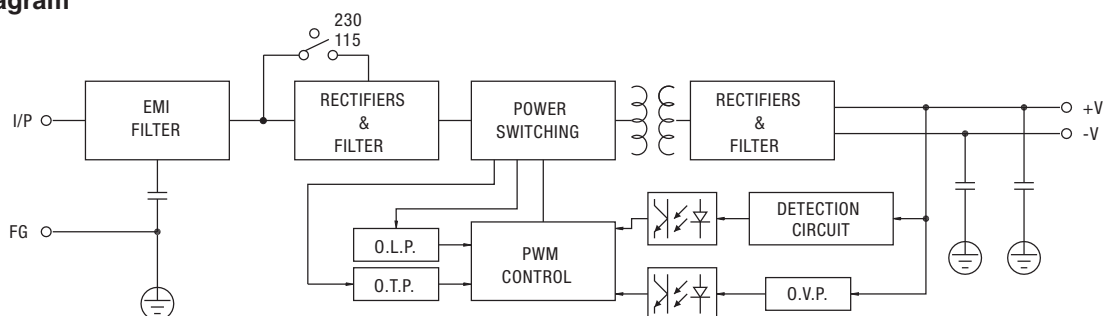 agram
230
115
I/P
EMI
FILTER
RECTIFIERS
&
FILTER
POWER
SWITCHING
RECTIFIERS
&
FILTER
+V
-V
FG
O.L.P.
O.T.P.
PWM
CONTROL
DETECTION
CIRCUIT
O.V.P.